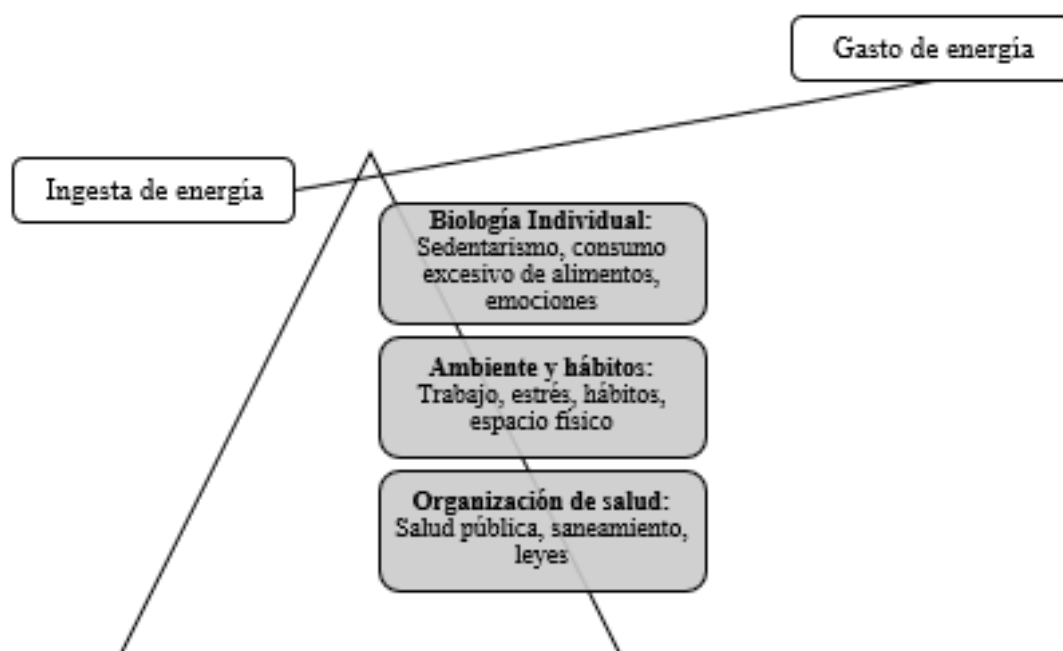 Gasto de energía
Ingesta de energía
Biología Individual:
Sedentarismo, consumo
excesivo de alimentos,
emociones
Ambiente y hábitos:
Trabajo, estrés, hábitos,
espacio físico
Organización de salud:
Salud pública, saneamiento,
leyes